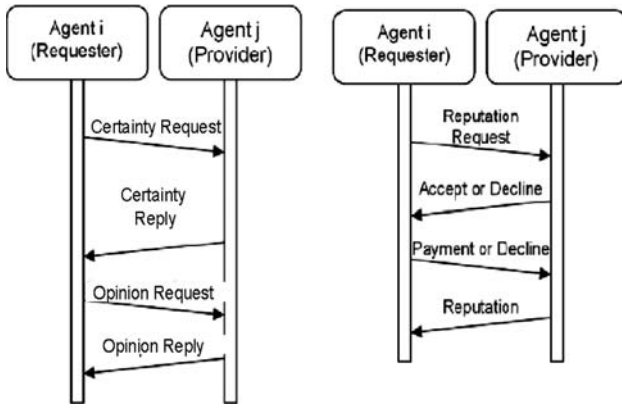 Agent i
(Requester)
Agent j
(Provider)
Certainty Request
Certainty
Reply
Opinion Request
Opinion Reply
Agent i
(Requester)
Agent j
(Provider)
Reputation
Request
Accept or Decline
Payment or Decline
Reputation